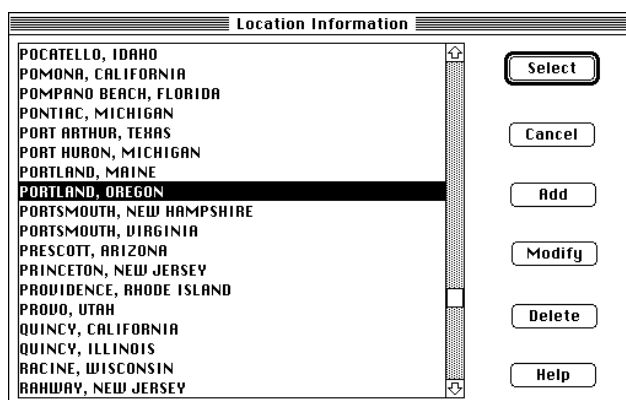 Location Information
POCATELLO, IDAHO
POMONA, CALIFORNIA
POMPANO BEACH, FLORIDA
PONTIAC, MICHIGAN
PORT ARTHUR, TEXAS
PORT HURON, MICHIGAN
PORTLAND, MAINE
PORTLAND, OREGON
PORTSMOUTH, NEW HAMPSHIRE
PORTSMOUTH, VIRGINIA
PRESCOTT, ARIZONA
PRINCETON, NEW JERSEY
PROVIDENCE, RHODE ISLAND
PROVO, UTAH
QUINCY, CALIFORNIA
QUINCY, ILLINOIS
RACINE, WISCONSIN
RAHWAY, NEW JERSEY
Select
Cancel
Add
Modify
Delete
Help